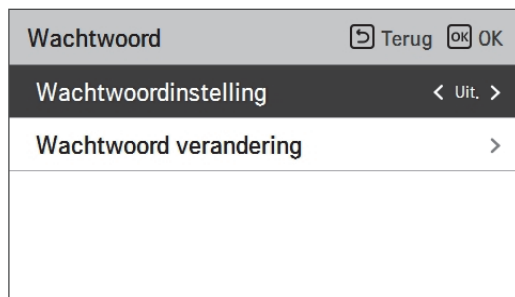 Wachtwoord Terug OK OK
Wachtwoordinstelling < Uit. >
Wachtwoord verandering >